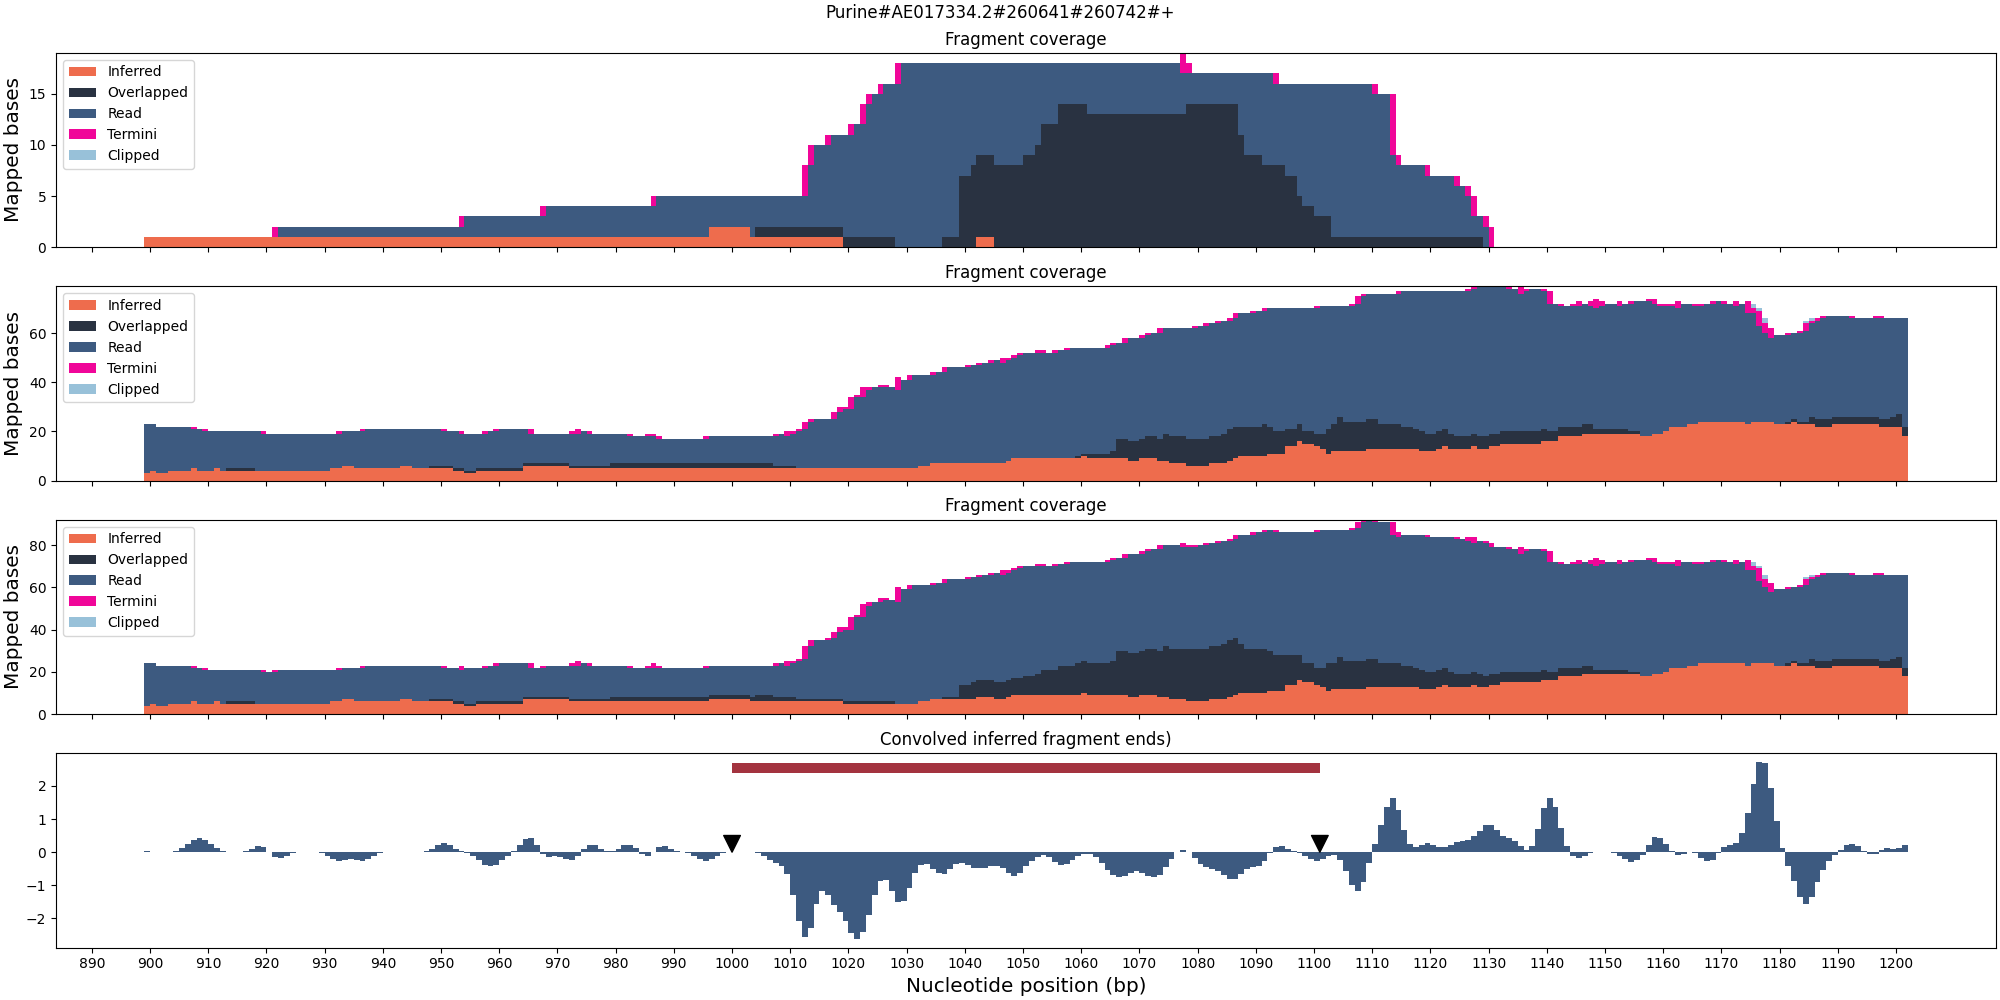 Purine#AE017334.2#260641#260742#+
Fragment coverage
Mapped bases
15
10
5
0
Inferred
Overlapped
Read
Termini
Clipped
Fragment coverage
Mapped bases
60
40
20
0
Inferred
Overlapped
Read
Termini
Clipped
Fragment coverage
Mapped bases
80
60
40
20
0
Inferred
Overlapped
Read
Termini
Clipped
Convolved inferred fragment ends)
2
1
0
−1
−2
890 900 910 920 930 940 950 960 970 980 990 1000 1010 1020 1030 1040 1050 1060 1070 1080 1090 1100 1110 1120 1130 1140 1150 1160 1170 1180 1190 1200
Nucleotide position (bp)